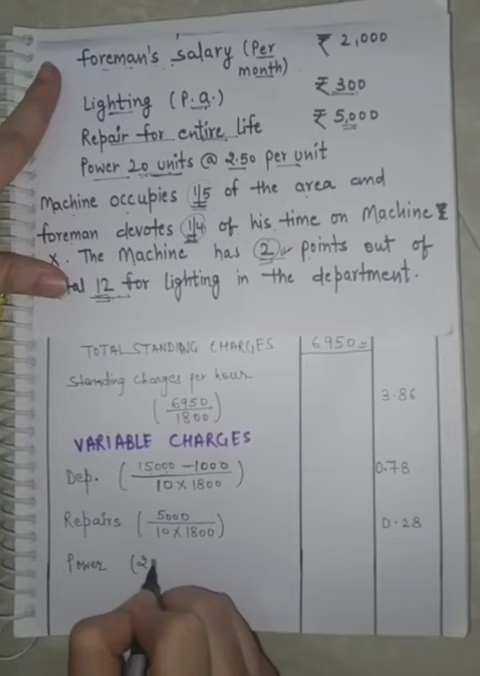 foreman's salary (Per month) ₹ 2,000
Lighting (P.a.) ₹ 300
Repair for entire life ₹ 5,000
Power 20 units @ 2.50 per unit
Machine occupies 1/5 of the area and
foreman devotes 1/4 of his time on Machine
X. The Machine has 2 points out of
tal 12 for lighting in the department.
TOTAL STANDING CHARGES 6950=
Standing charges per hour
(6950/1800) 3.86
VARIABLE CHARGES
Dep. (15000-1000/10×1800) 0.78
Repairs (5000/10×1800) 0.28
Power (2